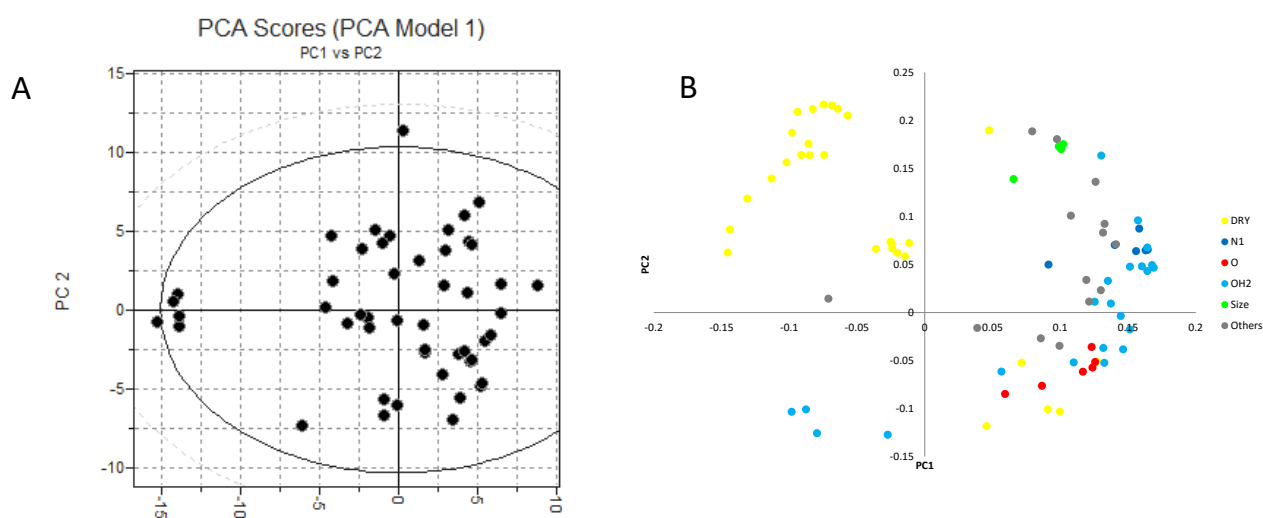 A
PCA Scores (PCA Model 1)
PC1 vs PC2
PC 2
15
10
5
0
-5
-10
-15
-5
0
5
10
B
PC2
0.25
0.2
0.15
0.1
0.05
0
-0.05
-0.1
-0.15
-0.2 -0.15 -0.1 -0.05 0 0.05 0.1 0.15 0.2
PC1
DRY
N1
O
OH2
Size
Others